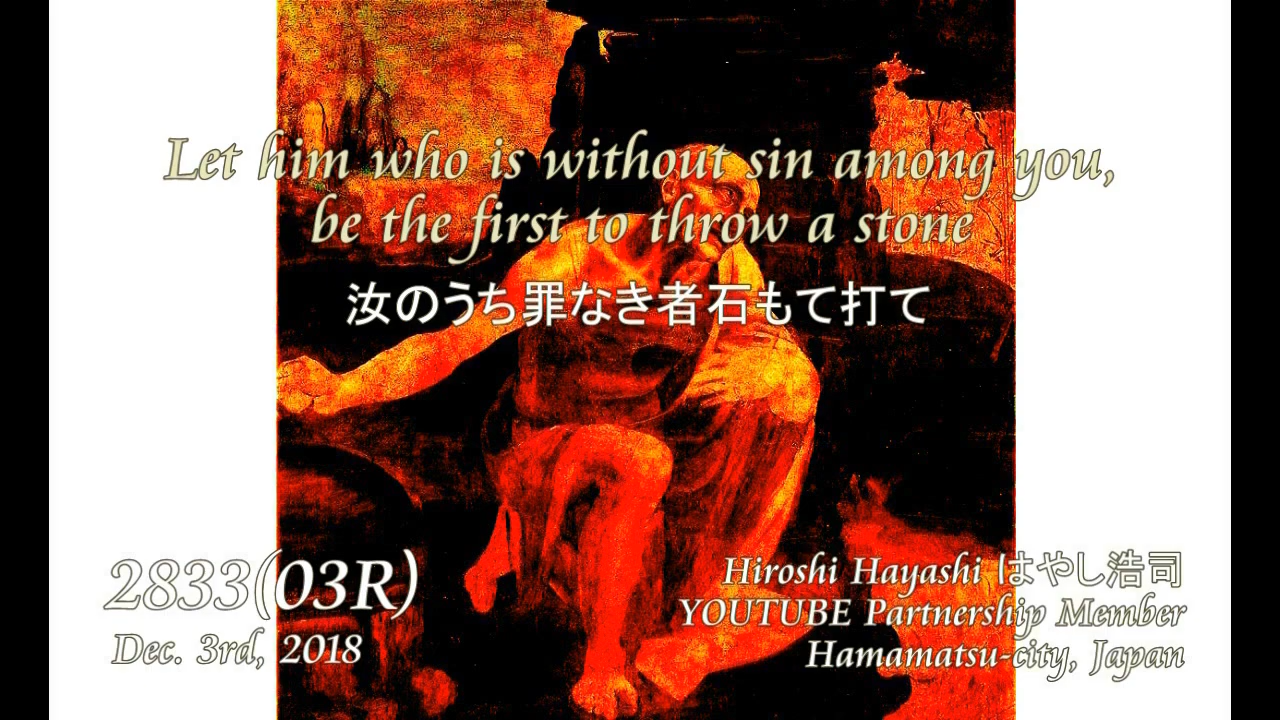 Let him who is without sin among you,
be the first to throw a stone
汝のうち罪なき者石もて打て
2833(03R)
Dec. 3rd, 2018
Hiroshi Hayashi はやし浩司
YOUTUBE Partnership Member
Hamamatsu-city, Japan